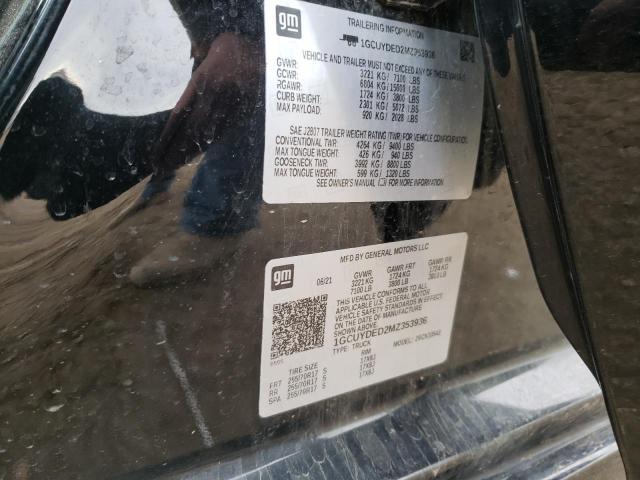 gm
TRAILERING INFORMATION
1GCUYDED2MZ353936
VEHICLE AND TRAILER MUST NOT EXCEED ANY OF THESE
GVWR: 3221 KG / 7100 LBS
GCWR: 6804 KG / 15000 LBS
RGAWR: 1724 KG / 3800 LBS
CURB WEIGHT 2301 KG / 5072 LBS
MAX PAYLOAD: 920 KG / 2028 LBS
SAE J2807 TRAILER WEIGHT RATING (TWR) FOR VEHICLE CONFIGURATION:
CONVENTIONAL TWR: 4264 KG / 9400 LBS
MAX TONGUE WEIGHT: 426 KG / 940 LBS
GOOSENECK TWR: 3992 KG / 8800 LBS
MAX TONGUE WEIGHT: 599 KG / 1320 LBS
SEE OWNER'S MANUAL FOR MORE INFORMATION
gm
MFD BY GENERAL MOTORS LLC
06/21 GVWR GAWR FRT GAWR RR
3221 KG 1724 KG 1724 KG
7100 LB 3800 LB 3800 LB
THIS VEHICLE CONFORMS TO ALL
APPLICABLE U.S. FEDERAL MOTOR
VEHICLE SAFETY STANDARDS IN
EFFECT ON THE DATE OF MANUFACTURE
SHOWN ABOVE.
1GCUYDED2MZ353936
TYPE: TRUCK
TIRE SIZE RIM
FRT 255/70R17 S 17X8J
RR 255/70R17 S 17X8J
SPA 255/70R17 S 17X8J